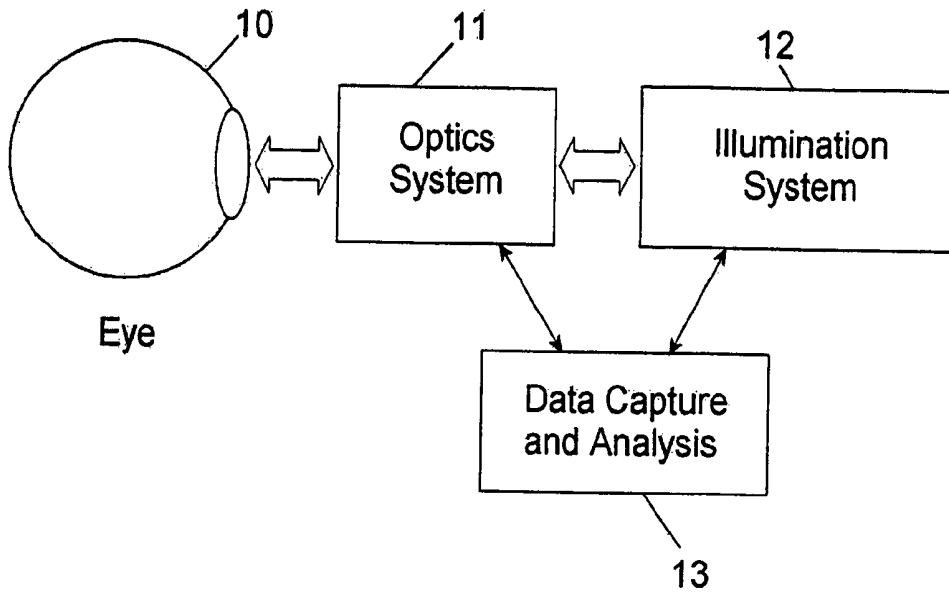 10
11
12
Optics
System
Illumination
System
Eye
Data Capture
and Analysis
13